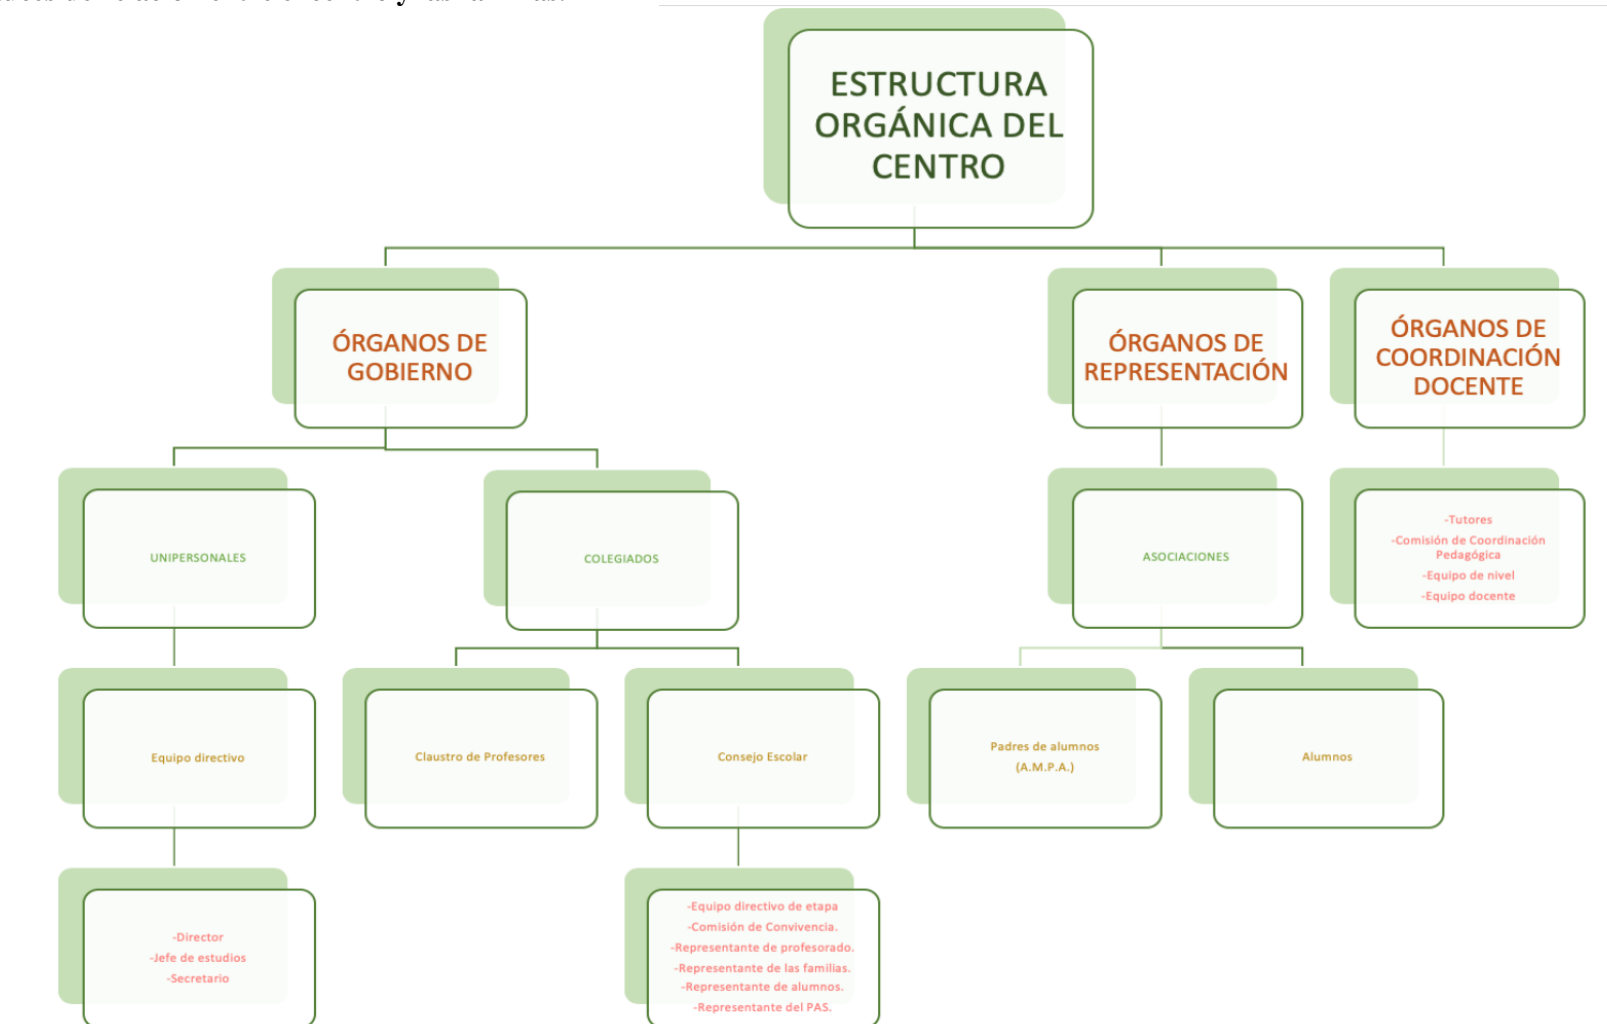 ESTRUCTURA
ORGÁNICA DEL
CENTRO
ÓRGANOS DE
GOBIERNO
ÓRGANOS DE
REPRESENTACIÓN
ÓRGANOS DE
COORDINACIÓN
DOCENTE
UNIPERSONALES
COLEGIADOS
ASOCIACIONES
-Tutores
-Comisión de Coordinación
Pedagógica
-Equipo de nivel
-Equipo docente
Equipo directivo
Claustro de Profesores
Consejo Escolar
Padres de alumnos
(A.M.P.A.)
Alumnos
-Director
-Jefe de estudios
-Secretario
-Equipo directivo de etapa
-Comisión de Convivencia.
-Representante de profesorado.
-Representante de las familias.
-Representante de alumnos.
-Representante del PAS.